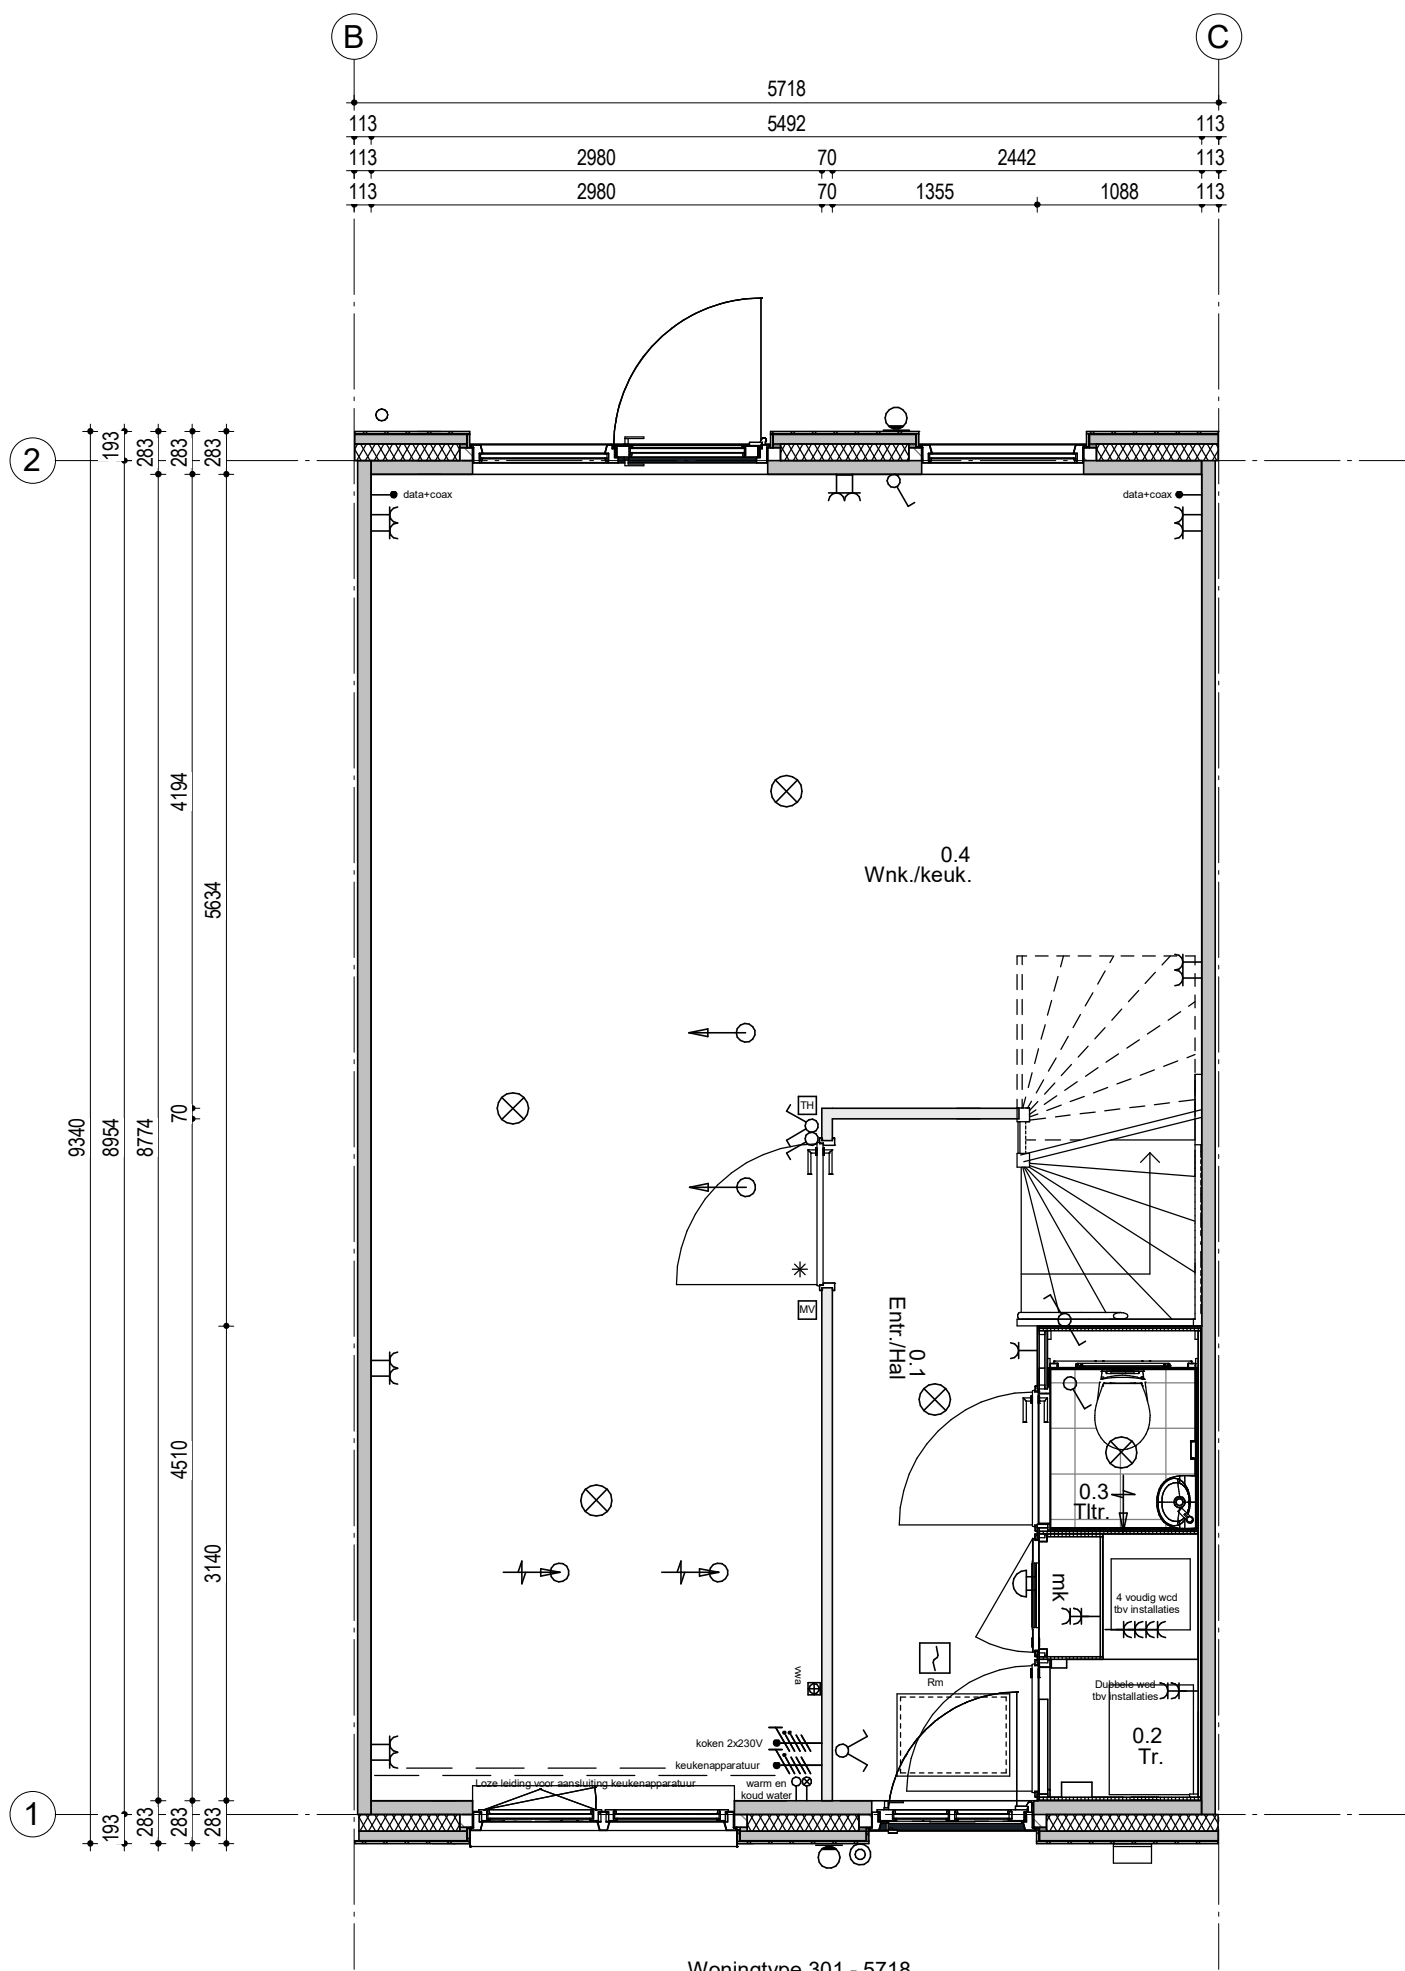 B
C
5718
113
5492
113
113
2980
70
2442
113
113
2980
70
1355
1088
113
2
193
283
283
283
data+coax
data+coax
4194
0.4
Wnk./keuk.
5634
TH
70
9340
8954
8774
MV
0.1
Entr./Hal
4510
0.3
Tltr.
3140
mk
4 voudig wcd
tbv installaties
Rm
vwa
Dubbele wcd
tbv installaties
0.2
Tr.
koken 2x230V
keukenapparatuur
Loze leiding voor aansluiting keukenapparatuur
warm en
koud water
1
193
283
283
283
Woningtype 301 - 5718